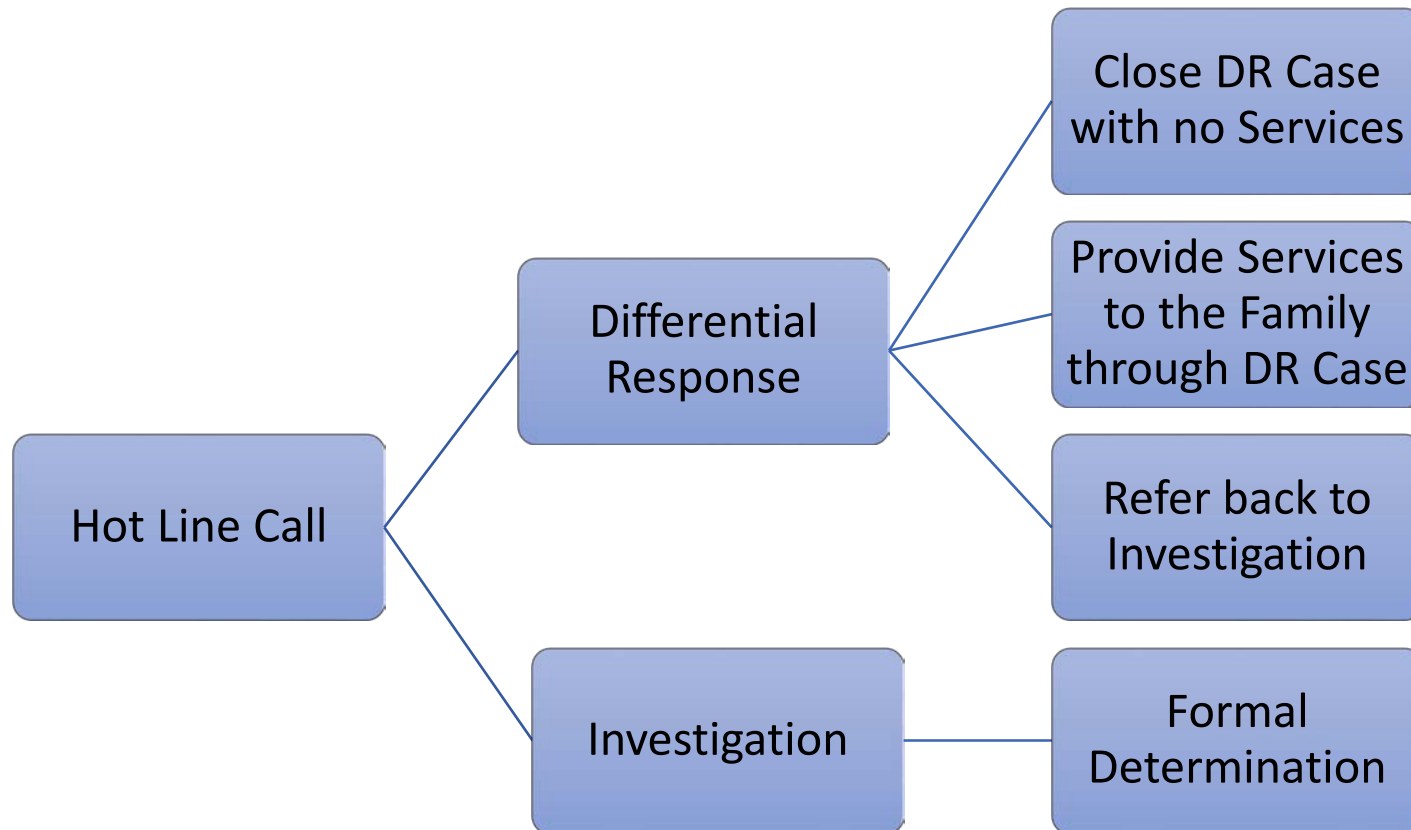 Hot Line Call
Differential
Response
Close DR Case
with no Services
Provide Services
to the Family
through DR Case
Refer back to
Investigation
Investigation
Formal
Determination